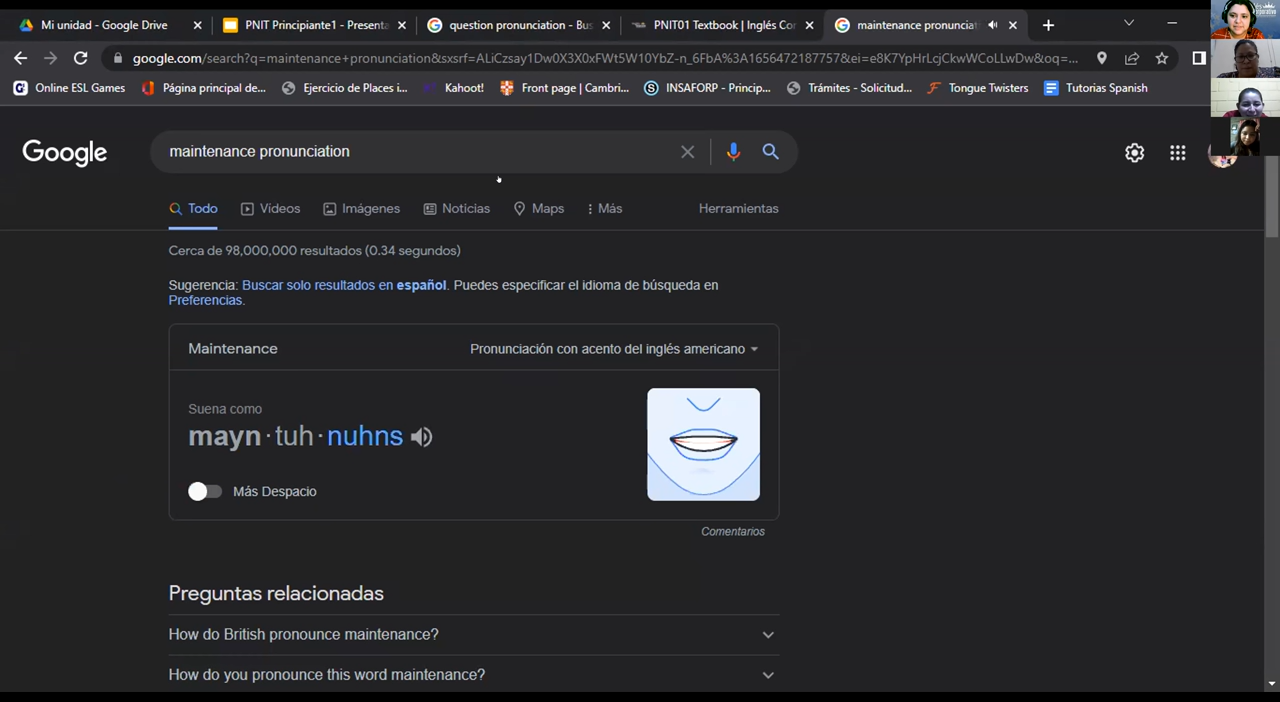 Mi unidad - Google Drive
PNIT Principiante1 - Presenta
question pronunciation - Bus
PNIT01 Textbok | Inglés Cor
maintenance pronunciati
google.com/search?q=maintenance+pronunciation&sxsrf=ALiCzsay1Dw0X3X0xFWt5W10YbZ-n_6FbA%3A1656472187757&ei=e8K7YpHrLcjCkwWCoLLwDw&oq=...
Online ESL Games
Página principal de...
Ejercicio de Places i...
Kahoot!
Front page | Cambri...
INSAFORP - Princip...
Trámites - Solicitud...
Tongue Twisters
Tutorias Spanish
Google
maintenance pronunciation
Todo
Vídeos
Imágenes
Noticias
Maps
Más
Herramientas
Cerca de 98,000,000 resultados (0.34 segundos)
Sugerencia: Buscar solo resultados en español. Puedes especificar el idioma de búsqueda en
Preferencias.
Maintenance
Pronunciación con acento del inglés americano
Suena como
mayn·tuh·nuhns
Más Despacio
Comentarios
Preguntas relacionadas
How do British pronounce maintenance?
How do you pronounce this word maintenance?